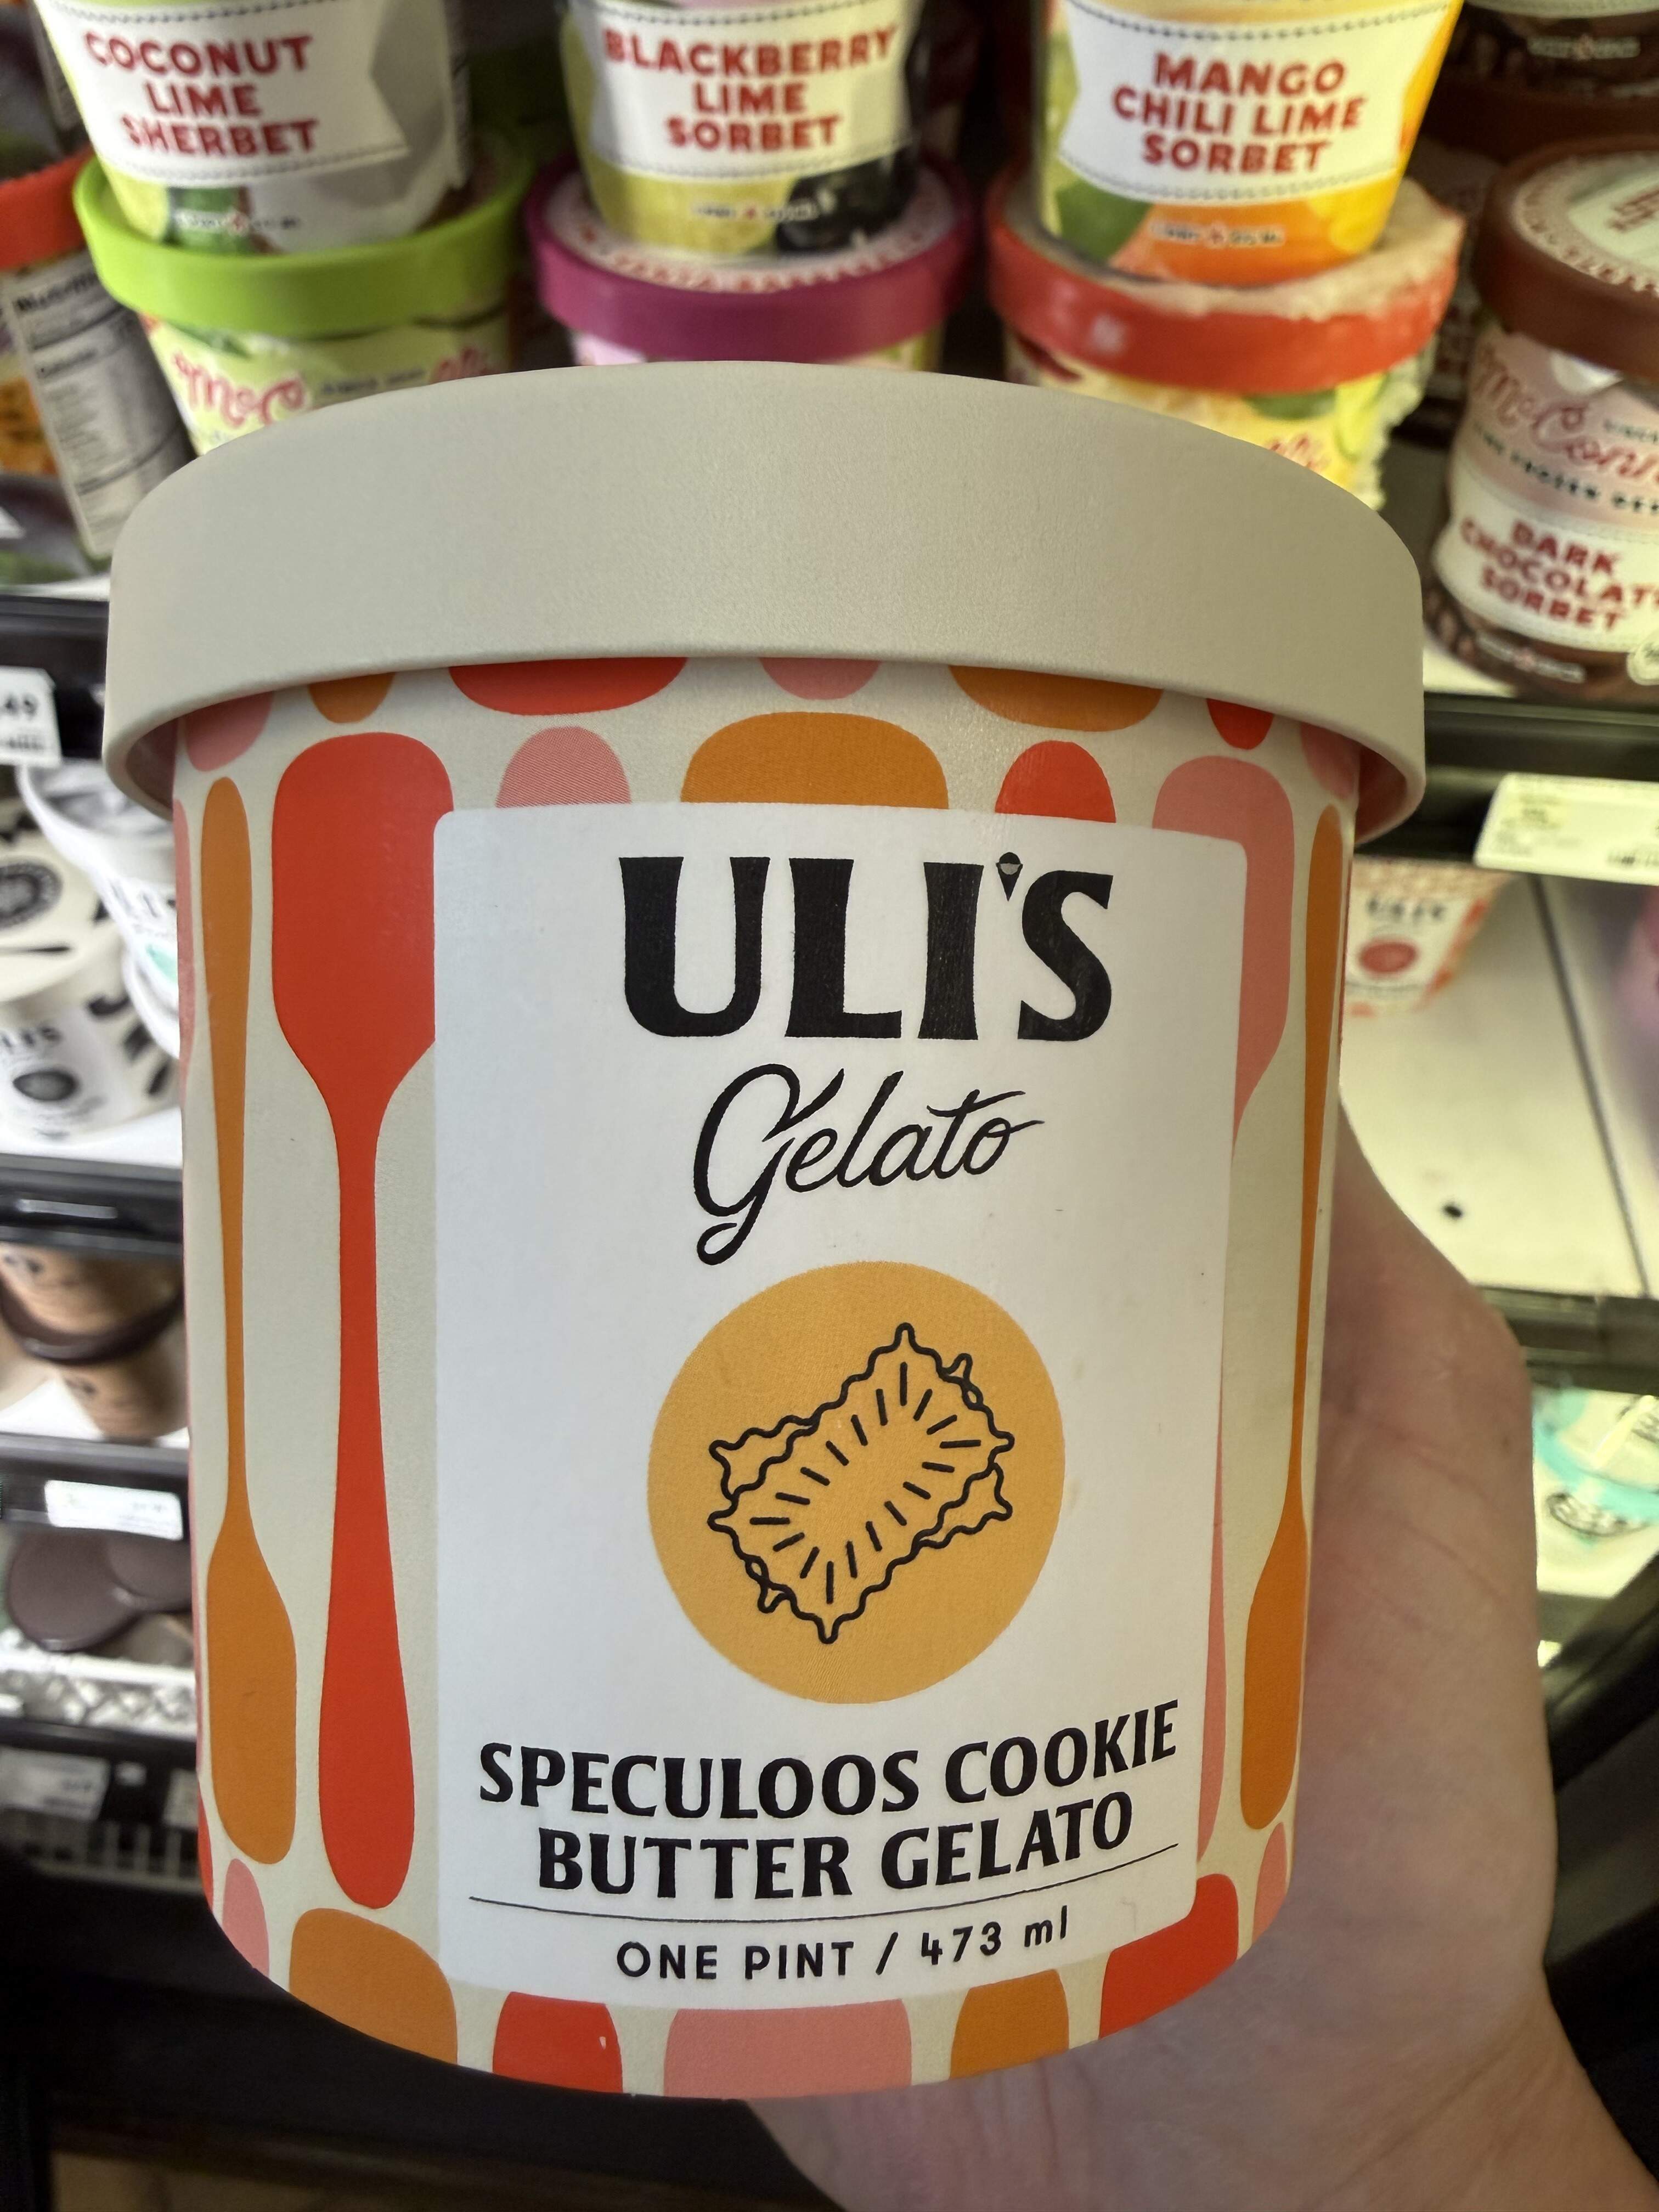 COCONUT
LIME
SHERBET
BLACKBERRY
LIME
SORBET
MANGO
CHILI LIME
SORBET
DARK
CHOCOLATE
SORBET
ULI'S
Gelato
SPECULOOS COOKIE
BUTTER GELATO
ONE PINT / 473 ml